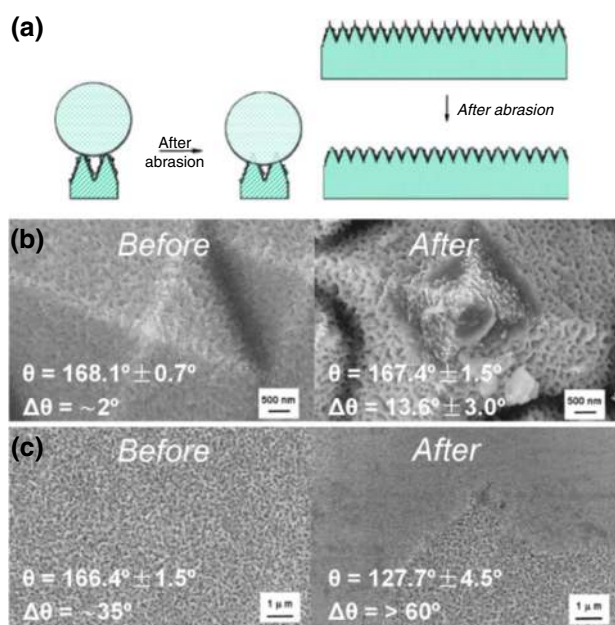 (a)
After
abrasion
After abrasion
(b)
Before
θ = 168.1° ± 0.7°
Δθ = ~2°
500 nm
After
θ = 167.4° ± 1.5°
Δθ = 13.6° ± 3.0°
500 nm
(c)
Before
θ = 166.4° ± 1.5°
Δθ = ~35°
1 μm
After
θ = 127.7° ± 4.5°
Δθ = > 60°
1 μm